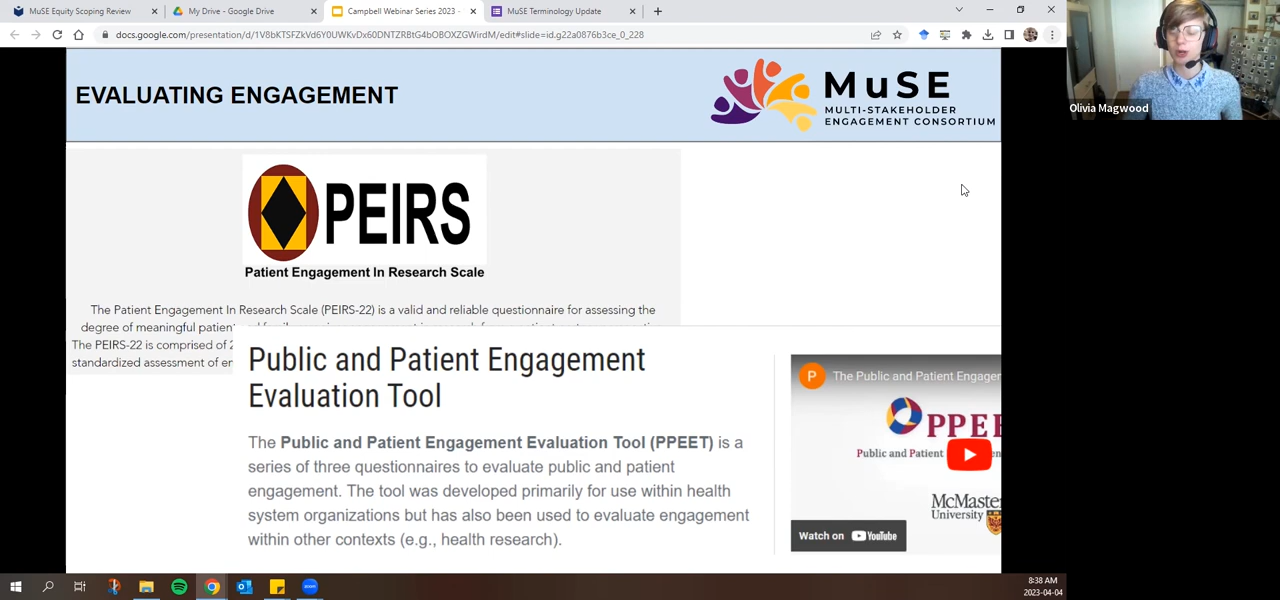 MuSE Equity Scoping Review
My Drive - Google Drive
Campbell Webinar Series 2023 -
MuSE Terminology Update
docs.google.com/presentation/d/1V8bKTSFZkVd6Y0UWKvDx60DNTZRBtG4bOBOXZGWirdM/edit#slide=id.g22a0876b3ce_0_228
Olivia Magwood
EVALUATING ENGAGEMENT
MuSE
MULTI-STAKEHOLDER
ENGAGEMENT CONSORTIUM
PEIRS
Patient Engagement In Research Scale
The Patient Engagement In Research Scale (PEIRS-22) is a valid and reliable questionnaire for assessing the
degree of meaningful patient
The PEIRS-22 is comprised of 2
standardized assessment of en
Public and Patient Engagement
Evaluation Tool
The Public and Patient Engagement Evaluation Tool (PPEET) is a
series of three questionnaires to evaluate public and patient
engagement. The tool was developed primarily for use within health
system organizations but has also been used to evaluate engagement
within other contexts (e.g., health research).
P
The Public and Patient Engager
PPEE
Public and Patient
McMaster
University
Watch on YouTube
8:38 AM
2023-04-04